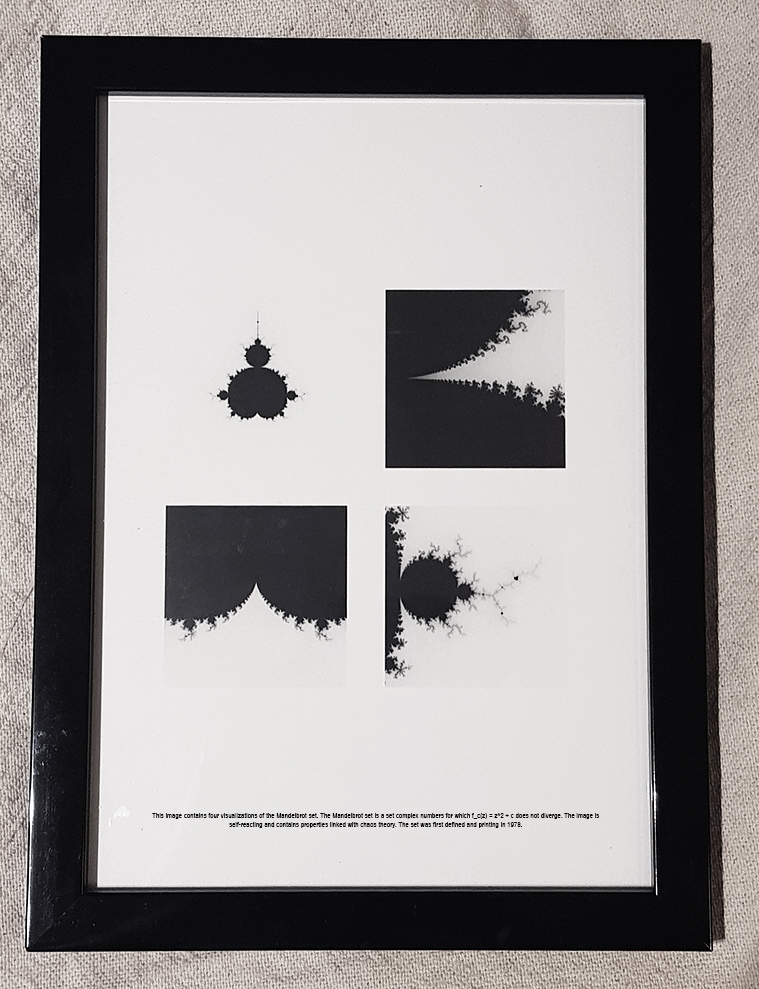 This image contains four visualizations of the Mandelbrot set. The Mandelbrot set is a set complex numbers for which f_c(z) = z^2 + c does not diverge. The image is
self-reacting and contains properties linked with chaos theory. The set was first defined and printing in 1978.